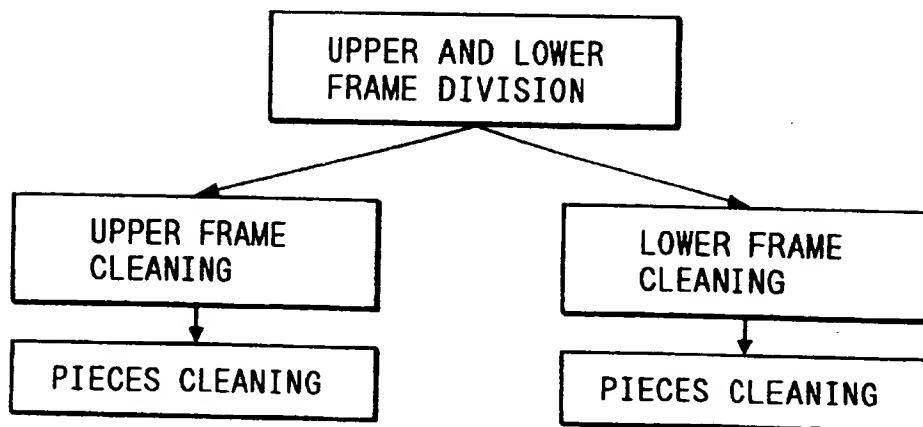 UPPER AND LOWER
FRAME DIVISION
UPPER FRAME
CLEANING
LOWER FRAME
CLEANING
PIECES CLEANING
PIECES CLEANING